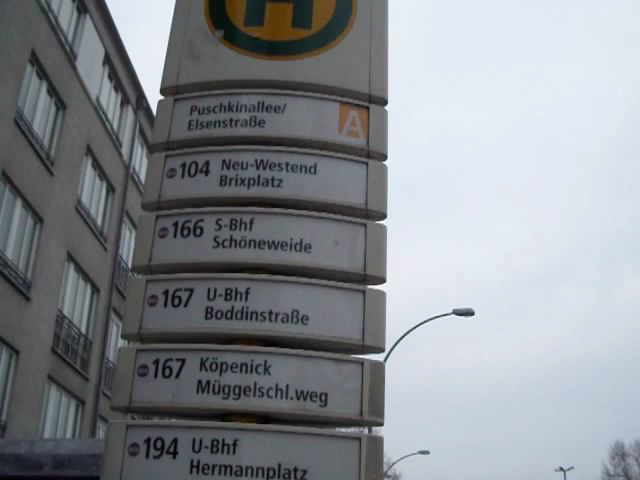 H
Puschkinallee/
Elsenstraße
A
104 Neu-Westend
Brixplatz
166 S-Bhf
Schöneweide
167 U-Bhf
Boddinstraße
167 Köpenick
Müggelschl.weg
194 U-Bhf
Hermannplatz